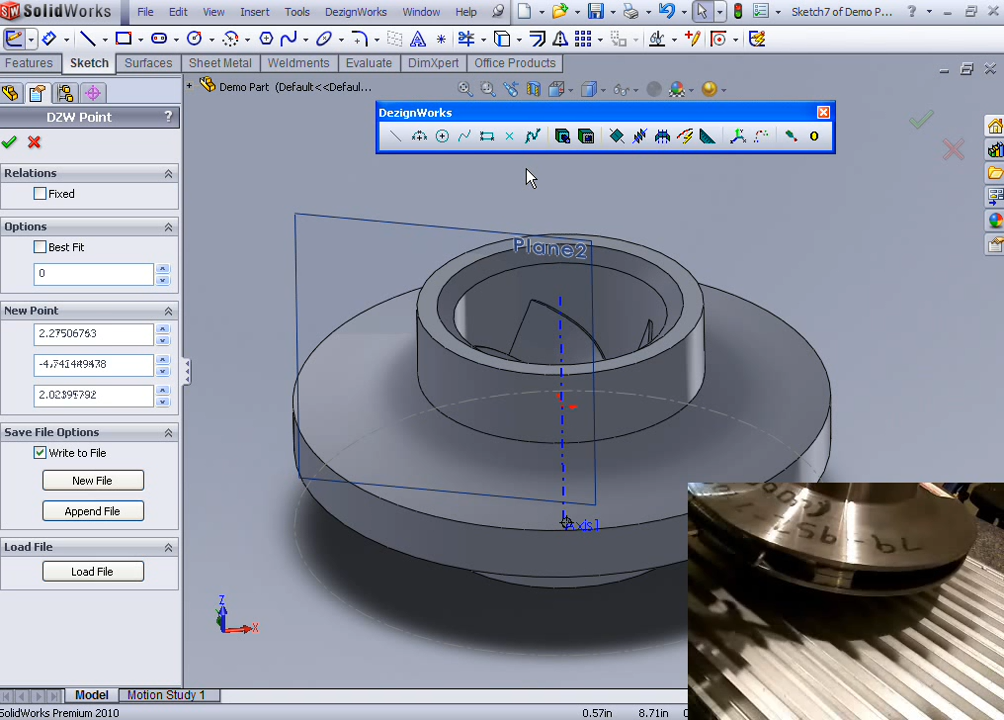 SolidWorks File Edit View Insert Tools DezignWorks Window Help Sketch7 of Demo P... ?
Features Sketch Surfaces Sheet Metal Weldments Evaluate DimXpert Office Products
Demo Part (Default<<Defaul...
DezignWorks
DZW Point ?
Relations
Fixed
Options
Best Fit
0
New Point
2.27506763
2.02395792
Save File Options
Write to File
New File
Append File
Load File
Load File
Plane2
Axis1
Z
X
Model Motion Study 1
SolidWorks Premium 2010 0.57in 8.71in